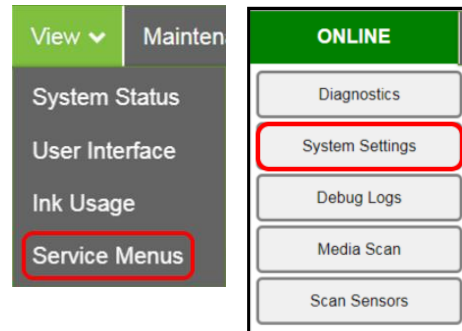 View
System Status
User Interface
Ink Usage
Service Menus
ONLINE
Diagnostics
System Settings
Debug Logs
Media Scan
Scan Sensors